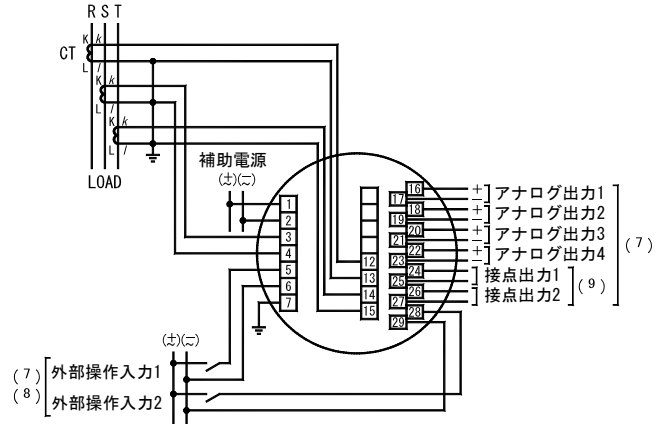 R S T
K k
CT
L l
K k
L l
K k
L l
LOAD
補助電源
(±)(∓)
1
2
3
4
5
6
7
12
13
14
15
16
17
18
19
20
21
22
23
24
25
26
27
28
29
+
− アナログ出力1
+
− アナログ出力2
+
− アナログ出力3
+
− アナログ出力4
(7)
接点出力1
接点出力2
(9)
(±)(∓)
(7)
(8)
外部操作入力1
外部操作入力2